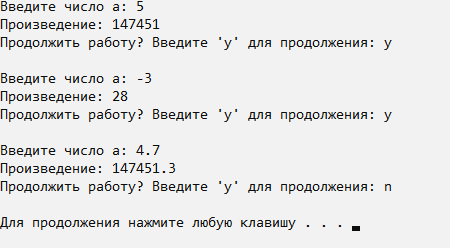 Введите число a: 5
Произведение: 147451
Продолжить работу? Введите 'y' для продолжения: y
Введите число a: -3
Произведение: 28
Продолжить работу? Введите 'y' для продолжения: y
Введите число a: 4.7
Произведение: 147451.3
Продолжить работу? Введите 'y' для продолжения: n
Для продолжения нажмите любую клавишу . . .